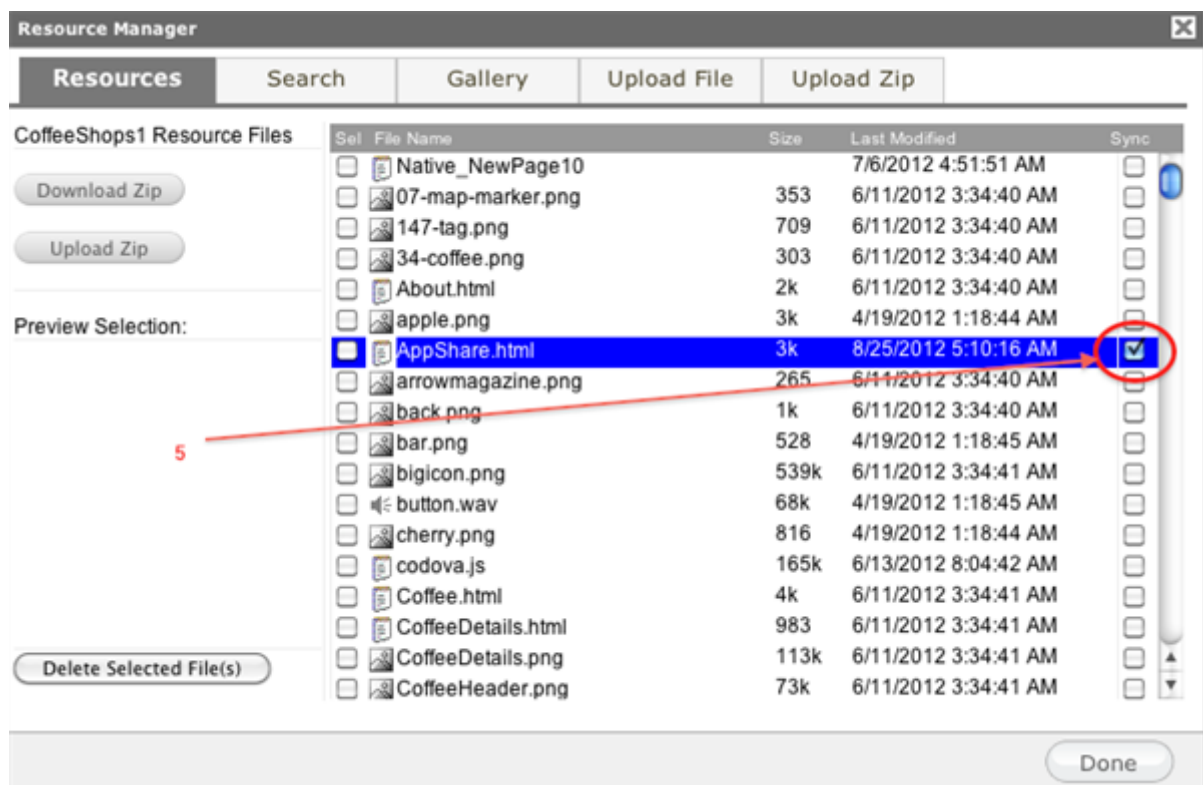 Resource Manager
Resources Search Gallery Upload File Upload Zip
CoffeeShops1 Resource Files
Download Zip
Upload Zip
Preview Selection:
5
Delete Selected File(s)
Sel File Name Size Last Modified Sync
Native_NewPage10 7/6/2012 4:51:51 AM
07-map-marker.png 353 6/11/2012 3:34:40 AM
147-tag.png 709 6/11/2012 3:34:40 AM
34-coffee.png 303 6/11/2012 3:34:40 AM
About.html 2k 6/11/2012 3:34:40 AM
apple.png 3k 4/19/2012 1:18:44 AM
AppShare.html 3k 8/25/2012 5:10:16 AM
arrowmagazine.png 265 6/11/2012 3:34:40 AM
back.png 1k 6/11/2012 3:34:40 AM
bar.png 528 4/19/2012 1:18:45 AM
bigicon.png 539k 6/11/2012 3:34:41 AM
button.wav 68k 4/19/2012 1:18:45 AM
cherry.png 816 4/19/2012 1:18:44 AM
codova.js 165k 6/13/2012 8:04:42 AM
Coffee.html 4k 6/11/2012 3:34:41 AM
CoffeeDetails.html 983 6/11/2012 3:34:41 AM
CoffeeDetails.png 113k 6/11/2012 3:34:41 AM
CoffeeHeader.png 73k 6/11/2012 3:34:41 AM
Done